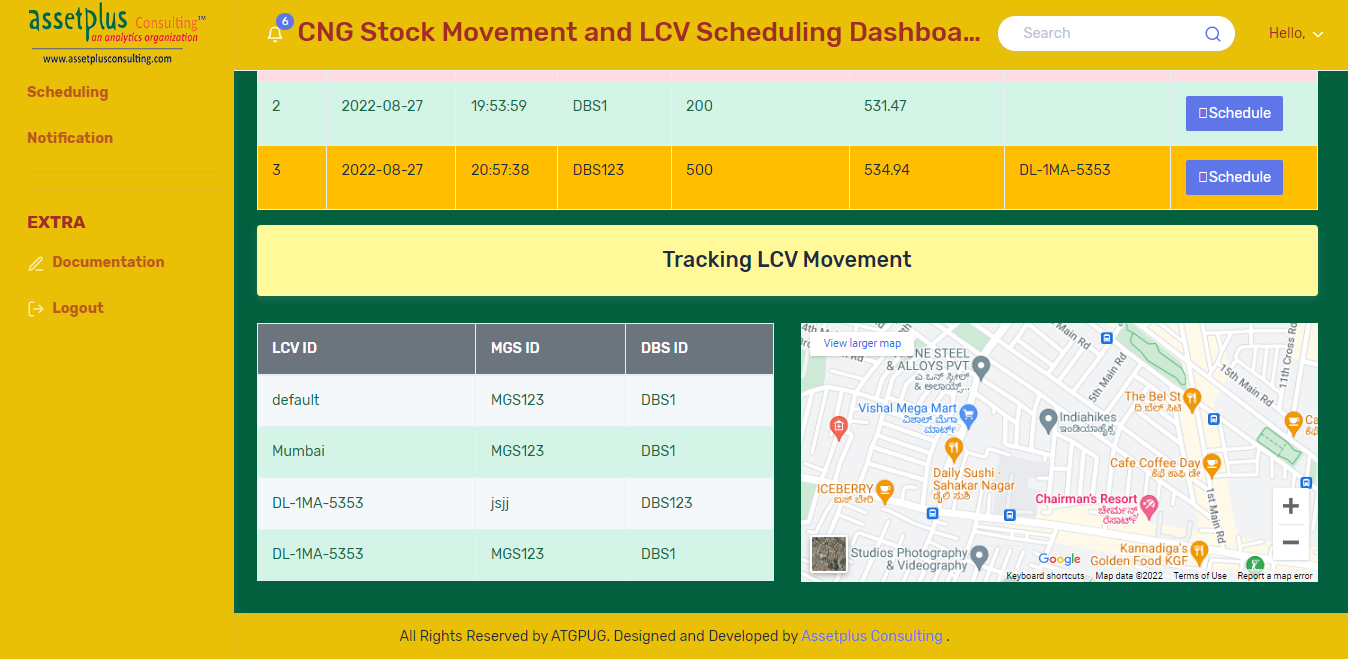 assetplus Consulting™
an analytics organization
www.assetplusconsulting.com
6
CNG Stock Movement and LCV Scheduling Dashboa...
Search
Hello,
Scheduling
Notification
EXTRA
Documentation
Logout
2 2022-08-27 19:53:59 DBS1 200 531.47 Schedule
3 2022-08-27 20:57:38 DBS123 500 534.94 DL-1MA-5353 Schedule
Tracking LCV Movement
LCV ID MGS ID DBS ID
default MGS123 DBS1
Mumbai MGS123 DBS1
DL-1MA-5353 jsjj DBS123
DL-1MA-5353 MGS123 DBS1
View larger map
ONE STEEL
& ALLOYS PVT
ಎ ಒನ್ ಸ್ಟೀಲ್
& ಅಲಾಯ್ಸ್...
Main Rd
5th Main Rd
15th Main Rd
11th Cross Rd
The Bel St
ದಿ ಬೆಲ್ ಸಿಟಿ
Vishal Mega Mart
ವಿಶಾಲ್ ಮೆಗಾ
ಮಾರ್ಟ್
Indiahikes
ಇಂಡಿಯಾಹೈಕ್ಸ
Daily Sushi -
Sahakar Nagar
ಡೈಲಿ ಸುಶಿ
Cafe Coffee Day
ಕೆಫೆ ಕಾಫಿ ಡೇ
ICEBERRY
ಐಸ್ ಬೇರಿ
Chairman's Resort
ಚೇರ್ಮನ್ಸ್
ರೆಸಾರ್ಟ್
1st Main Rd
Studios Photography
& Videography
Kannadiga's
Golden Food KGF
Google
Keyboard shortcuts Map data ©2022 Terms of Use Report a map error
All Rights Reserved by ATGPUG. Designed and Developed by Assetplus Consulting .